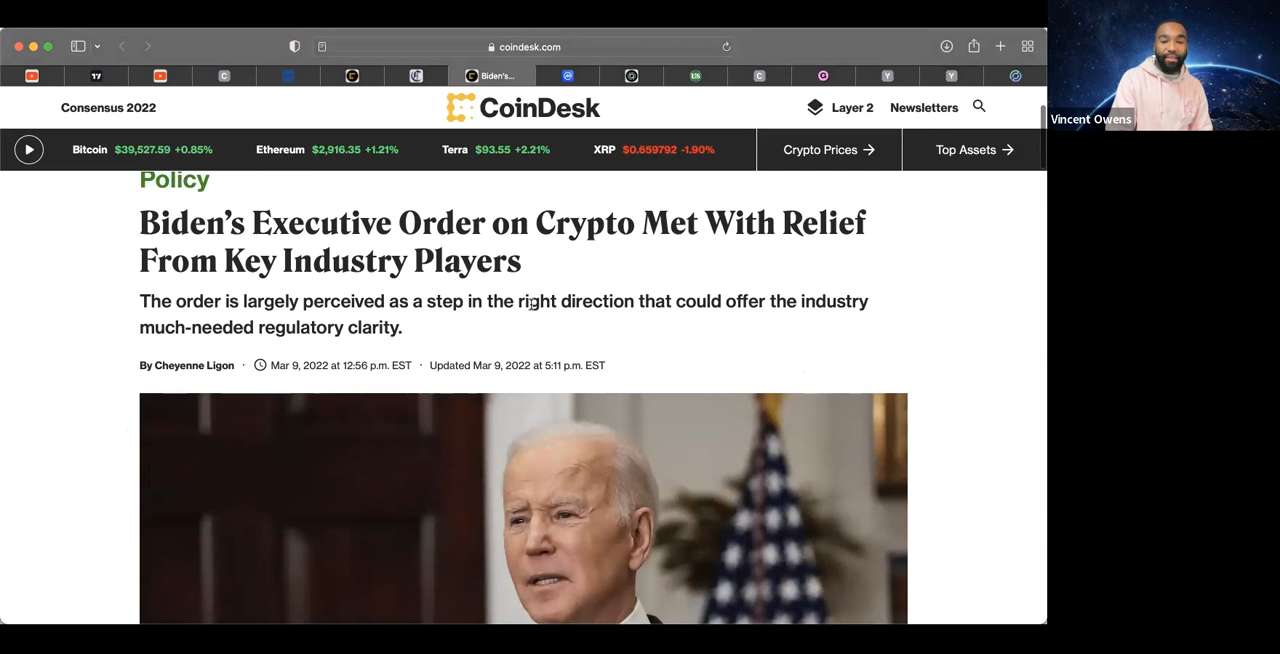 coindesk.com
17
C
Biden's...
US
C
G
Y
Y
Consensus 2022
CoinDesk
Layer 2
Newsletters
Bitcoin $39,527.59 +0.85% Ethereum $2,916.35 +1.21% Terra $93.55 +2.21% XRP $0.659792 -1.90% Crypto Prices → Top Assets →
Policy
Biden's Executive Order on Crypto Met With Relief
From Key Industry Players
The order is largely perceived as a step in the right direction that could offer the industry
much-needed regulatory clarity.
By Cheyenne Ligon · Mar 9, 2022 at 12:56 p.m. EST · Updated Mar 9, 2022 at 5:11 p.m. EST
Vincent Owens